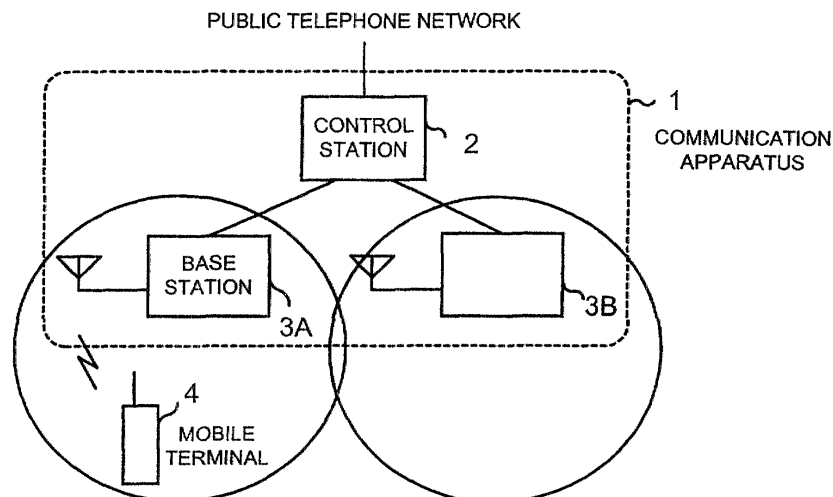 PUBLIC TELEPHONE NETWORK
1
CONTROL
STATION
2
COMMUNICATION
APPARATUS
BASE
STATION
3A
3B
4
MOBILE
TERMINAL